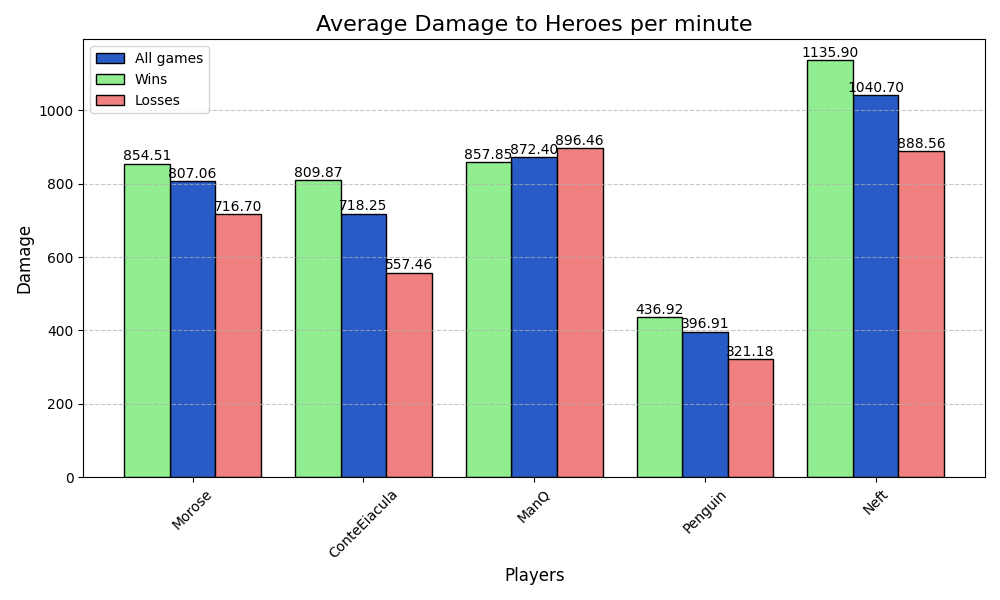 Average Damage to Heroes per minute
All games
Wins
Losses
Damage
1000
800
600
400
200
0
854.51
807.06
716.70
809.87
718.25
557.46
857.85
872.40
896.46
436.92
396.91
321.18
1135.90
1040.70
888.56
Morose
ConteEiacula
ManQ
Penguin
Neft
Players